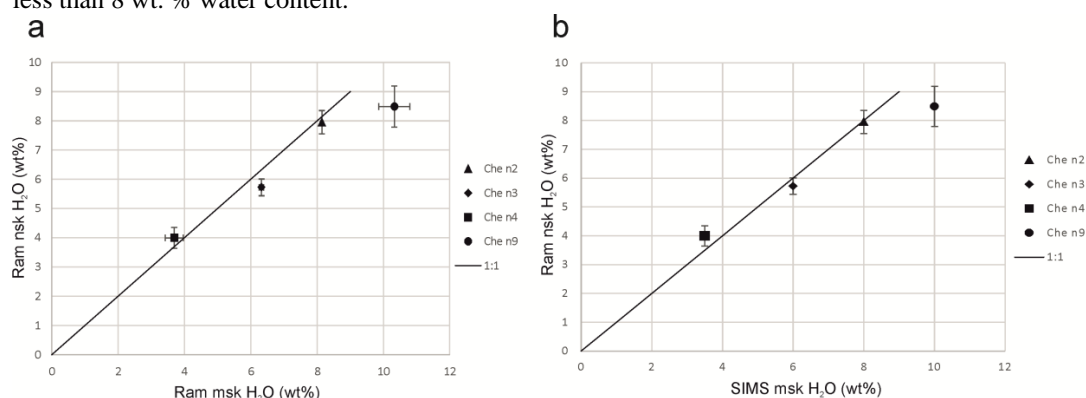 less than 8 wt. % water content.
a
b
10
9
8
7
6
5
4
3
2
1
0
0 2 4 6 8 10 12
Ram nsk H₂O (wt%)
Ram msk H₂O (wt%)
Che n2
Che n3
Che n4
Che n9
1:1
10
9
8
7
6
5
4
3
2
1
0
0 2 4 6 8 10 12
Ram nsk H₂O (wt%)
SIMS msk H₂O (wt%)
Che n2
Che n3
Che n4
Che n9
1:1